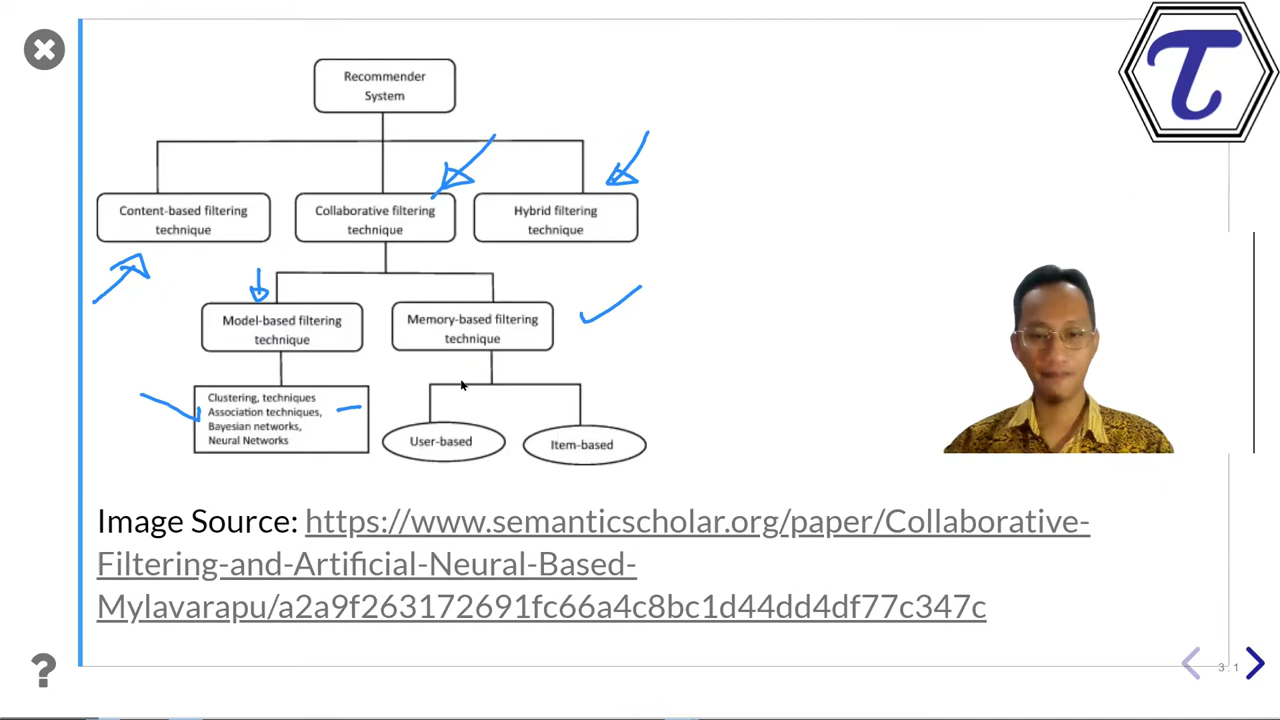 Recommender
System
Content-based filtering
technique
Collaborative filtering
technique
Hybrid filtering
technique
Model-based filtering
technique
Memory-based filtering
technique
Clustering, techniques
Association techniques,
Bayesian networks,
Neural Networks
User-based
Item-based
Image Source: https://www.semanticscholar.org/paper/Collaborative-
Filtering-and-Artificial-Neural-Based-
Mylavarapu/a2a9f263172691fc66a4c8bc1d44dd4df77c347c
?
3.1